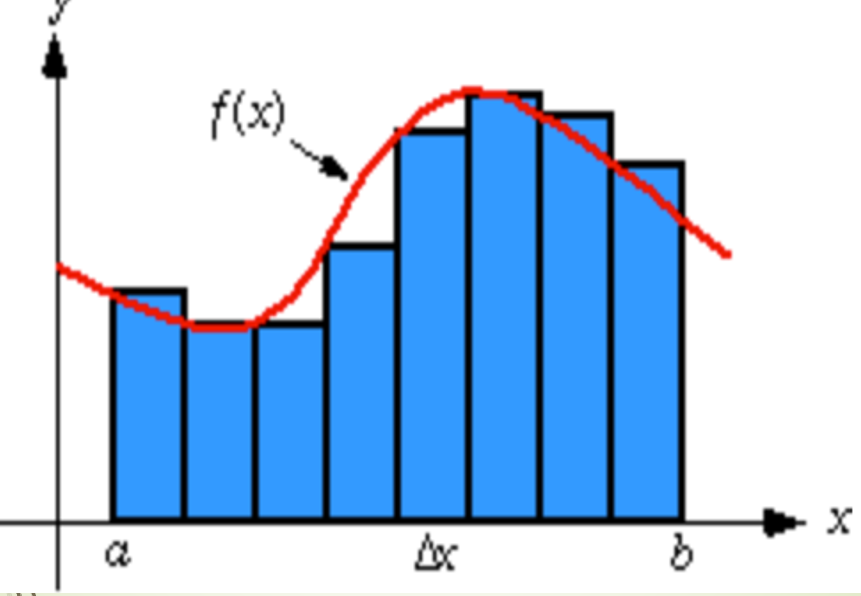 y
f(x)
x
a Δx b